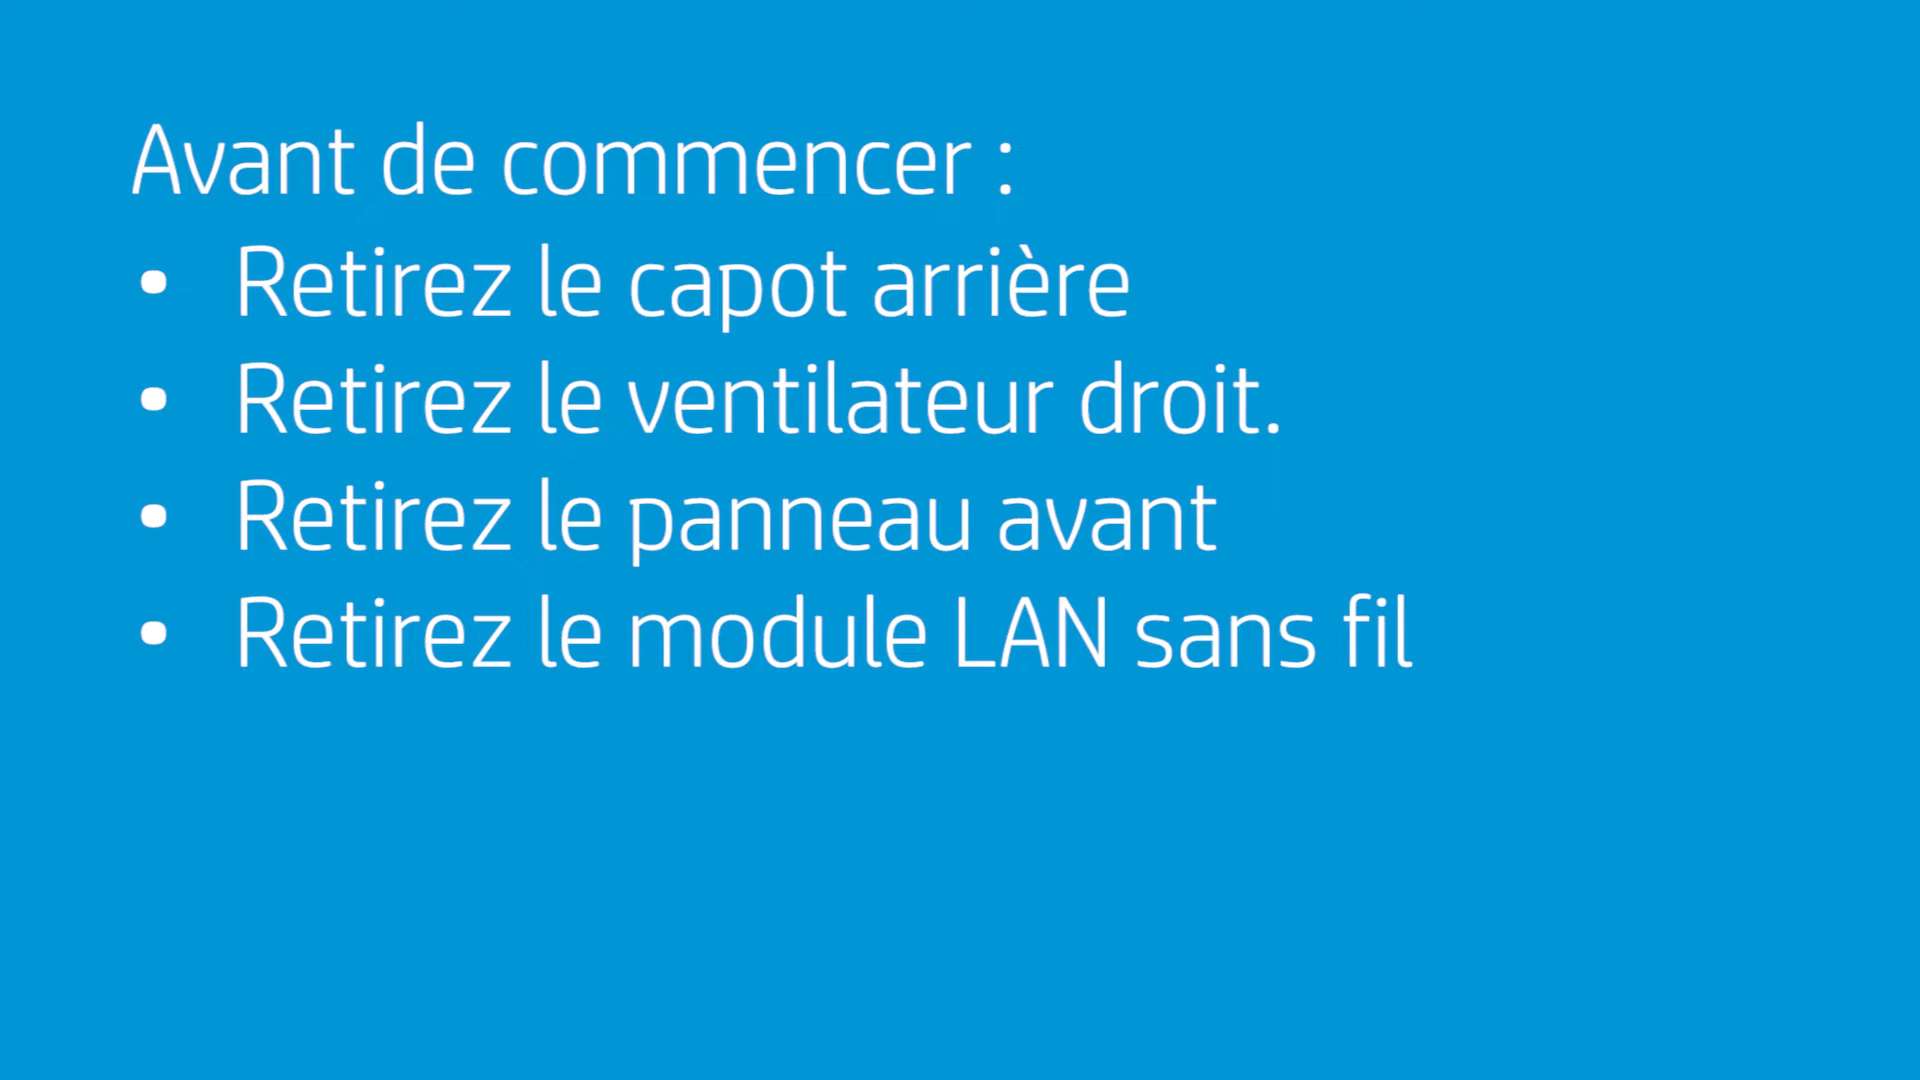 Avant de commencer :
• Retirez le capot arrière
• Retirez le ventilateur droit.
• Retirez le panneau avant
• Retirez le module LAN sans fil